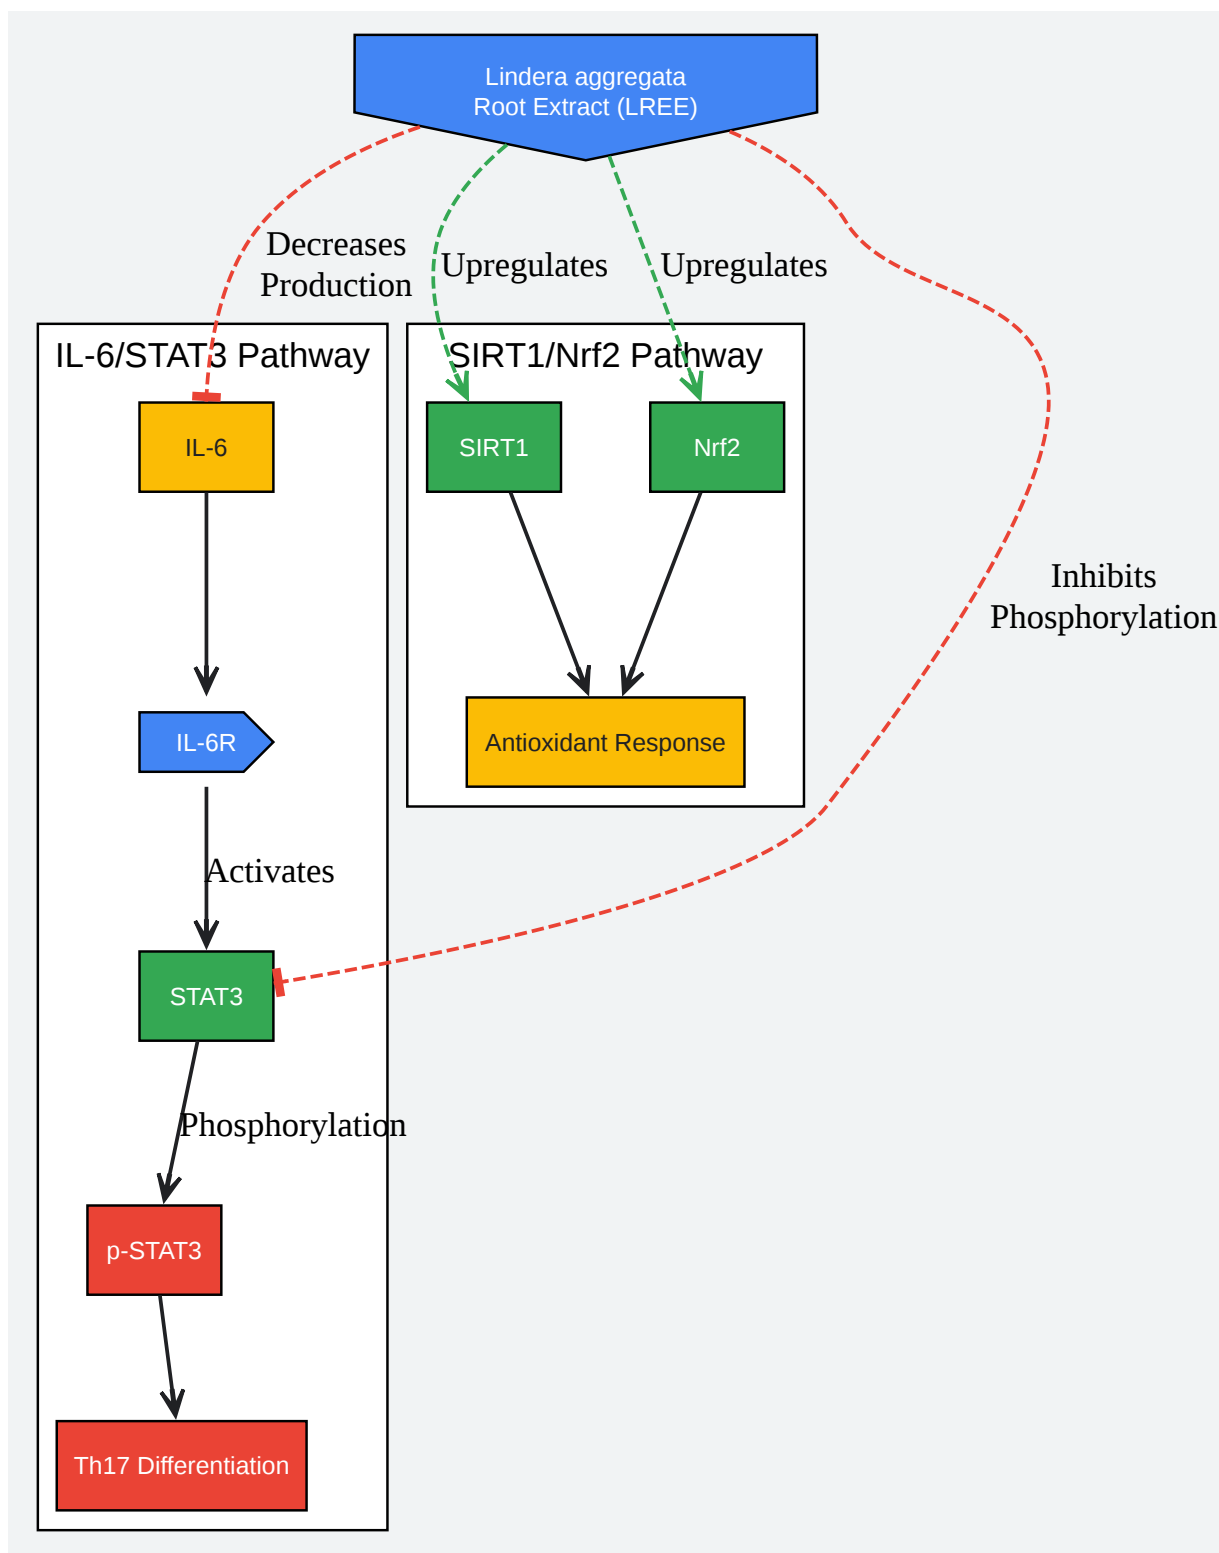 Lindera aggregata
Root Extract (LREE)
Decreases
Production
Upregulates
Upregulates
IL-6/STAT3 Pathway
SIRT1/Nrf2 Pathway
IL-6
SIRT1
Nrf2
Inhibits
Phosphorylation
IL-6R
Antioxidant Response
Activates
STAT3
Phosphorylation
p-STAT3
Th17 Differentiation